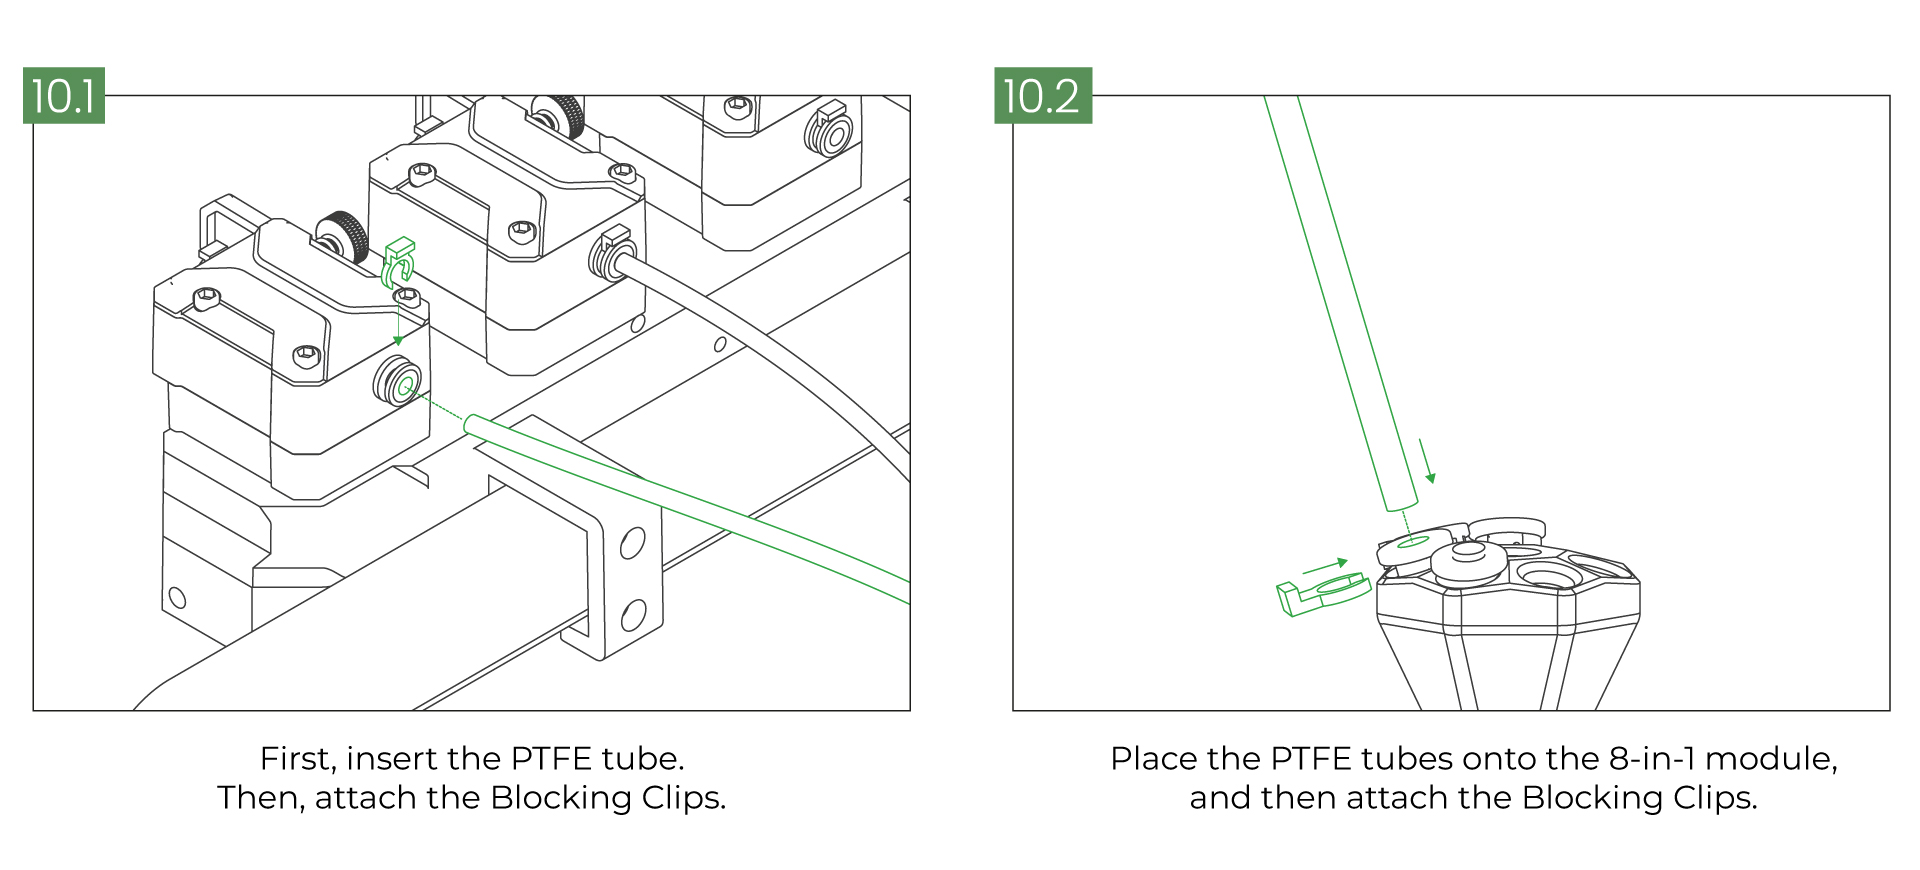 10.1
First, insert the PTFE tube.
Then, attach the Blocking Clips.
10.2
Place the PTFE tubes onto the 8-in-1 module,
and then attach the Blocking Clips.